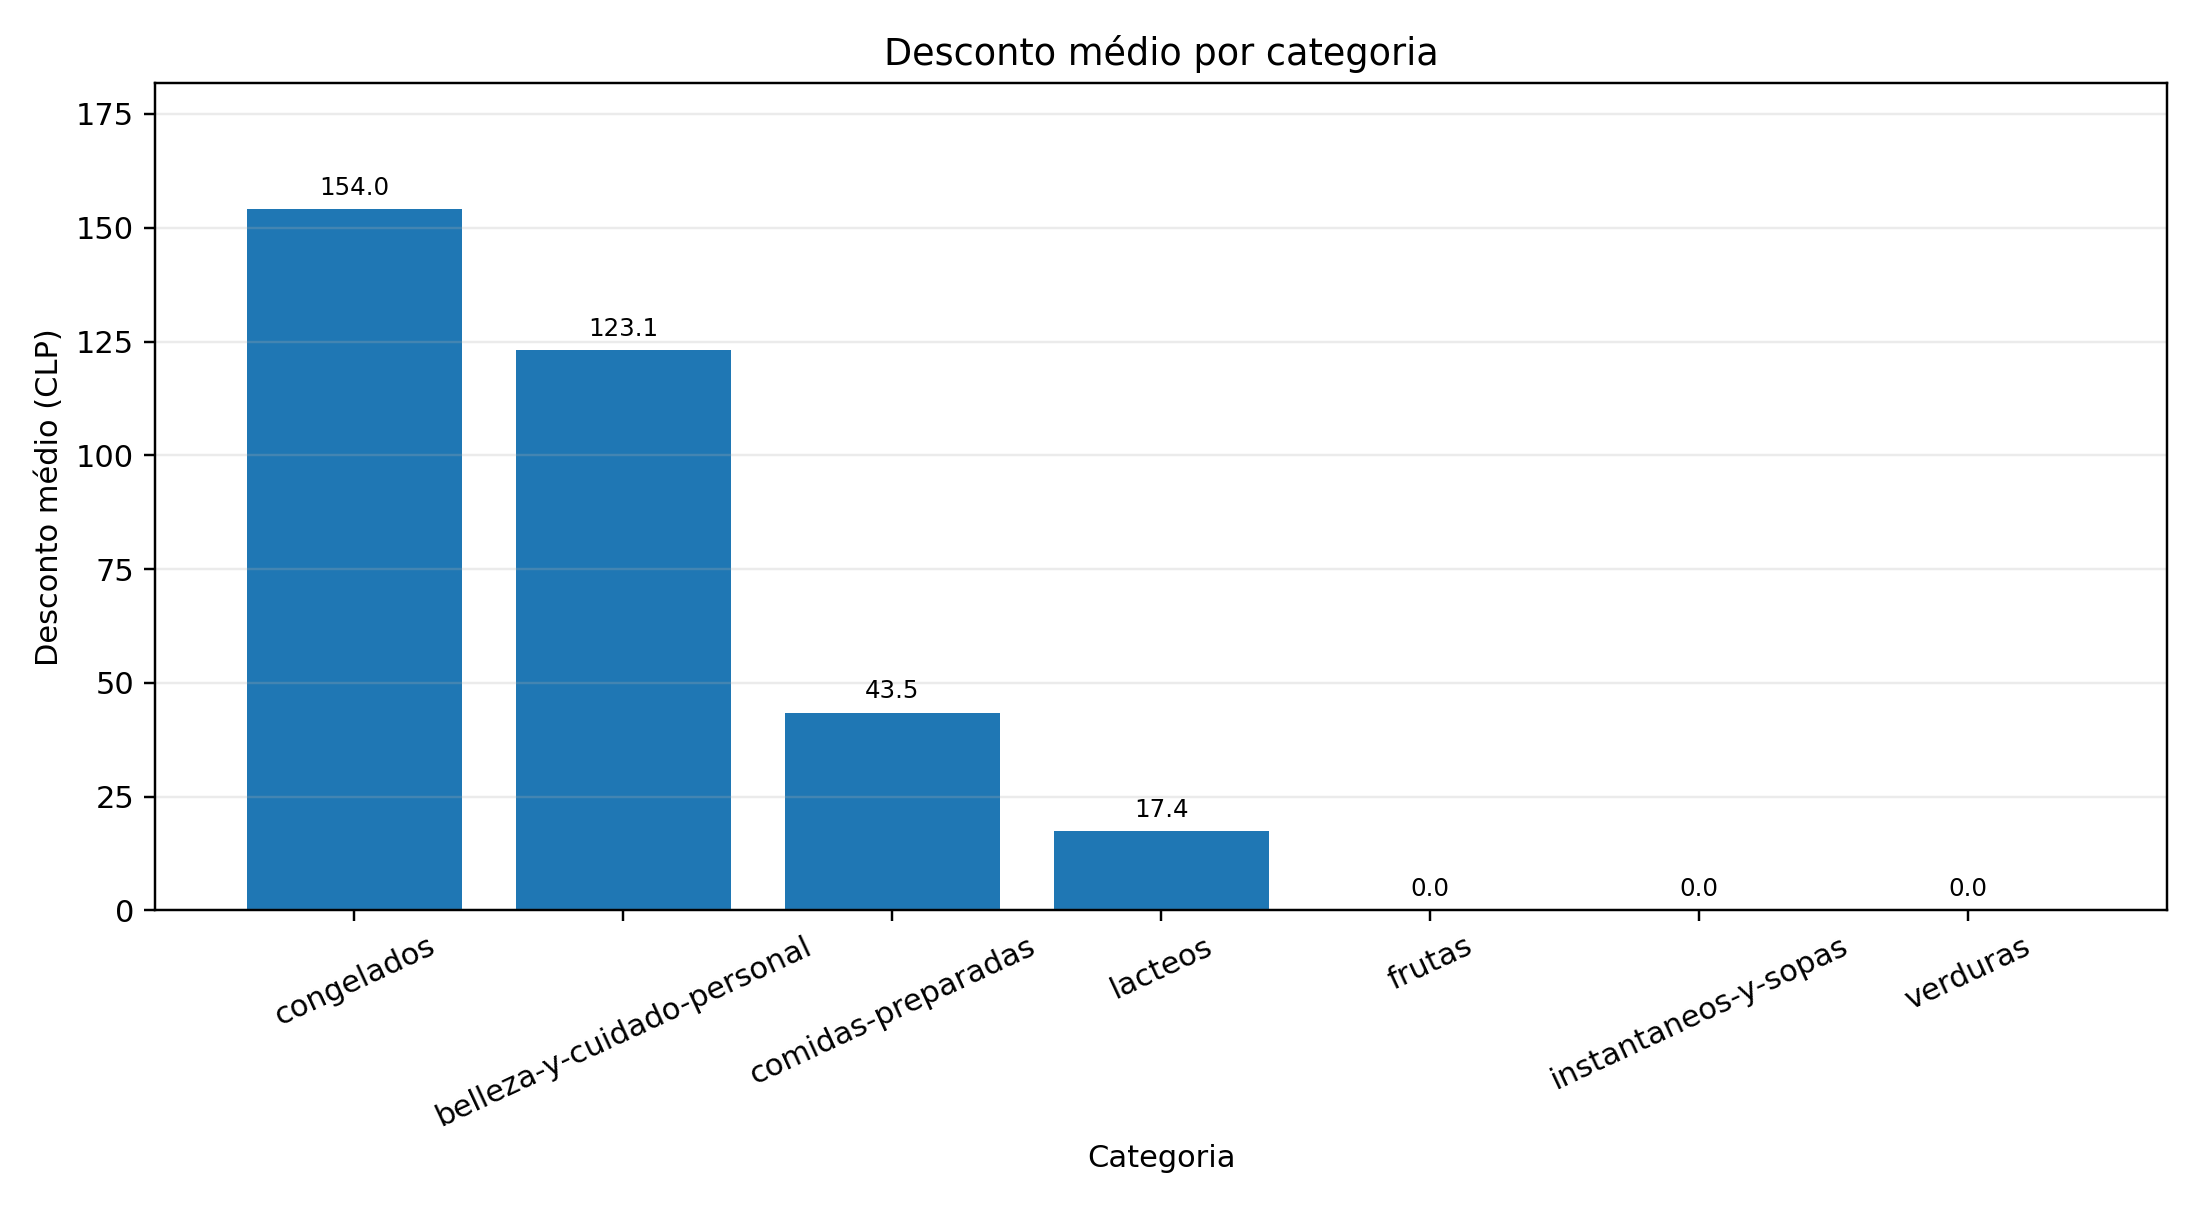 Desconto médio por categoria
Desconto médio (CLP)
175
150
125
100
75
50
25
0
154.0
123.1
43.5
17.4
0.0
0.0
0.0
congelados
belleza-y-cuidado-personal
comidas-preparadas
lacteos
frutas
instantaneos-y-sopas
verduras
Categoria